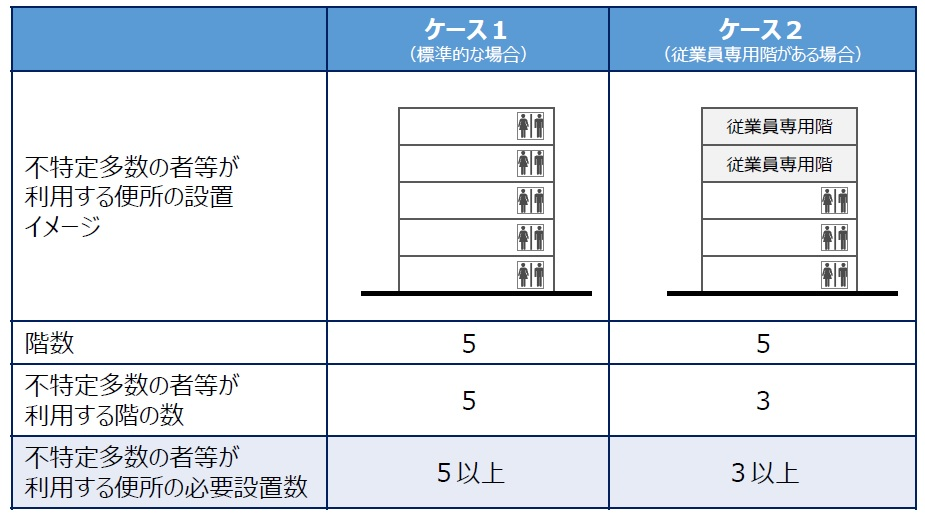 ケース１
（標準的な場合）
ケース２
（従業員専用階がある場合）
不特定多数の者等が
利用する便所の設置
イメージ
従業員専用階
従業員専用階
階数
5
5
不特定多数の者等が
利用する階の数
5
3
不特定多数の者等が
利用する便所の必要設置数
５以上
３以上